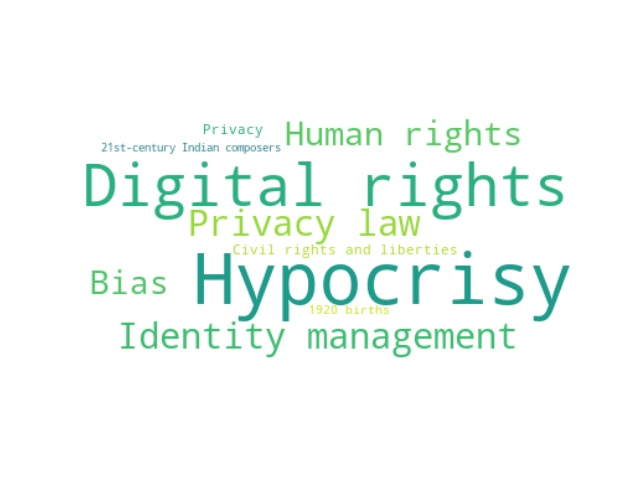 Privacy
Human rights
21st-century Indian composers
Digital rights
Privacy law
Civil rights and liberties
Bias
Hypocrisy
1920 births
Identity management